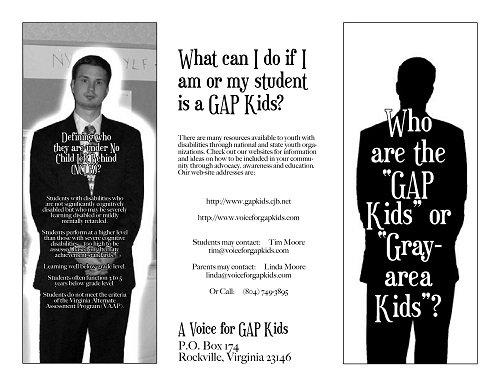 NY YLF
Defining who
they are under No
Child Left Behind
(NCLB)?
Students with disabilities who
are not significantly cognitively
disabled but who may be severely
learning disabled or mildly
mentally retarded.
Students perform at a higher level
than those with severe cognitive
disabilities... too high to be
assessed based on alternate
achievement standards.
Learning well below grade level.
Students often function 3 to 5
years below grade level
Students do not meet the criteria
of the Virginia Alternate
Assessment Program (VAAP).
What can I do if I
am or my student
is a GAP Kids?
There are many resources available to youth with
disabilities through national and state youth orga-
nizations. Check out our websites for information
and ideas on how to be included in your commu-
nity through advocacy, awareness and education.
Our web-site addresses are:
http://www.gapkids.cjb.net
http://www.voiceforgapkids.com
Students may contact: Tim Moore
tim@voiceforgapkids.com
Parents may contact: Linda Moore
linda@voiceforgapkids.com
Or Call: (804) 749-3895
A Voice for GAP Kids
P.O. Box 174
Rockville, Virginia 23146
Who
are the
"GAP
Kids" or
"Gray-
area
Kids"?